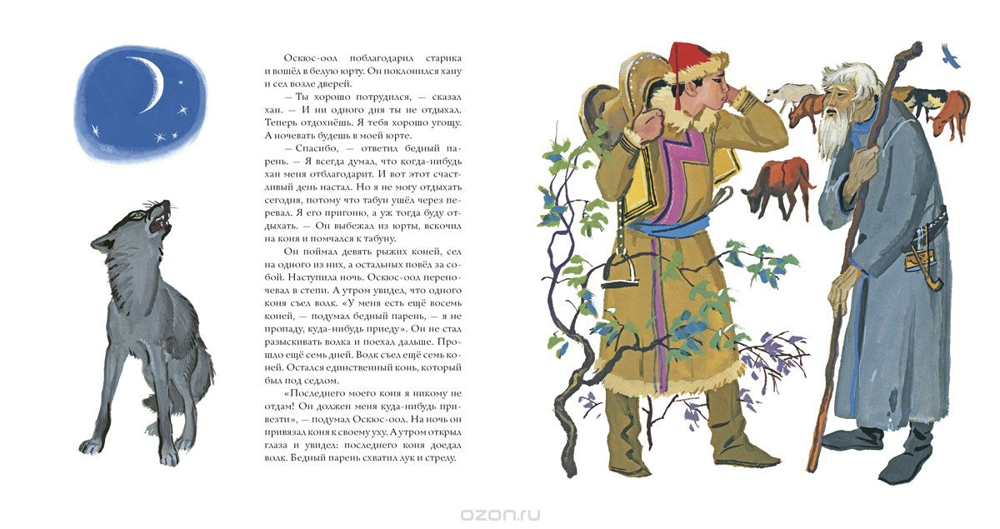 Оскюс-оол поблагодарил старика
и вошёл в белую юрту. Он поклонился хану
и сел возле дверей.
— Ты хорошо потрудился, — сказал
хан. — И ни одного дня ты не отдыхал.
Теперь отдохнёшь. Я тебя хорошо угощу.
А ночевать будешь в моей юрте.
— Спасибо, — ответил бедный па-
рень. — Я всегда думал, что когда-нибудь
хан меня отблагодарит. И вот этот счаст-
ливый день настал. Но я не могу отдыхать
сегодня, потому что табун ушёл через пе-
ревал. Я его пригоню, а уж тогда буду от-
дыхать. — Он выбежал из юрты, вскочил
на коня и помчался к табуну.
Он поймал девять рыжих коней, сел
на одного из них, а остальных повёл за со-
бой. Наступила ночь. Оскюс-оол перено-
чевал в степи. А утром увидел, что одного
коня съел волк. «У меня есть ещё восемь
коней, — подумал бедный парень, — я не
пропаду, куда-нибудь приеду». Он не стал
разыскивать волка и поехал дальше. Про-
шло ещё семь дней. Волк съел ещё семь ко-
ней. Остался единственный конь, который
был под седлом.
«Последнего моего коня я никому не
отдам! Он должен меня куда-нибудь при-
везти», — подумал Оскюс-оол. На ночь он
привязал коня к своему уху. А утром открыл
глаза и увидел: последнего коня доедал
волк. Бедный парень схватил лук и стрелу.
ozon.ru